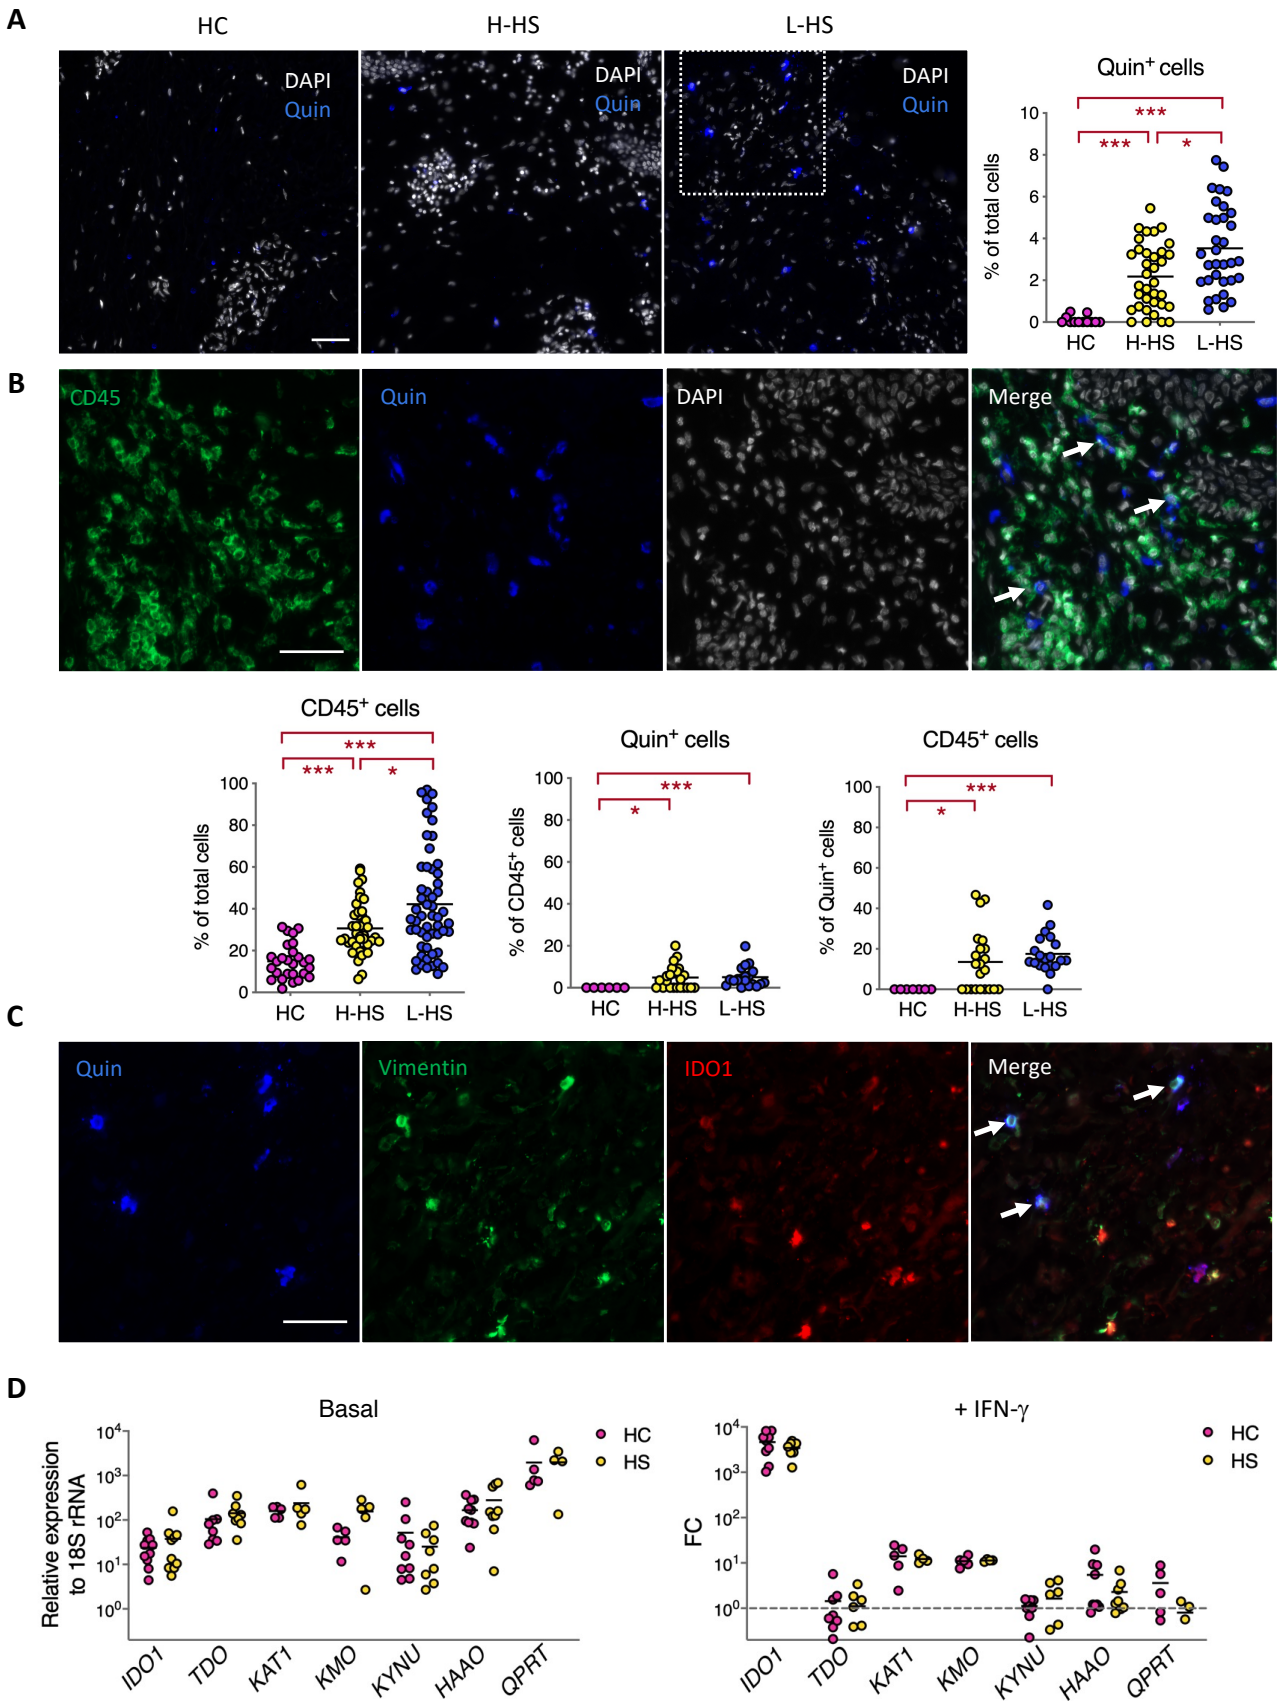 A
HC
H-HS
L-HS
DAPI
Quin
DAPI
Quin
DAPI
Quin
Quin⁺ cells
***
***
*
% of total cells
10
8
6
4
2
0
HC
H-HS
L-HS
B
CD45
Quin
DAPI
Merge
CD45⁺ cells
***
***
*
% of total cells
100
80
60
40
20
0
HC
H-HS
L-HS
Quin⁺ cells
***
*
% of CD45⁺ cells
100
80
60
40
20
0
HC
H-HS
L-HS
CD45⁺ cells
***
*
% of Quin⁺ cells
100
80
60
40
20
0
HC
H-HS
L-HS
C
Quin
Vimentin
IDO1
Merge
D
Basal
Relative expression
to 18S rRNA
10⁴
10³
10²
10¹
10⁰
HC
HS
IDO1
TDO
KAT1
KMO
KYNU
HAAO
QPRT
+ IFN-γ
FC
10⁴
10³
10²
10¹
10⁰
HC
HS
IDO1
TDO
KAT1
KMO
KYNU
HAAO
QPRT